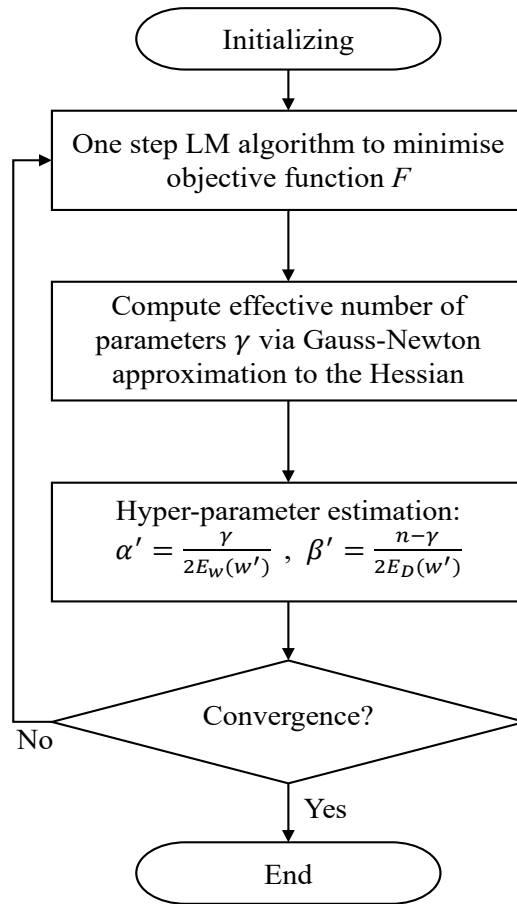 Initializing
One step LM algorithm to minimise
objective function F
Compute effective number of
parameters γ via Gauss-Newton
approximation to the Hessian
Hyper-parameter estimation:
α′ = γ / 2E_W(w′) , β′ = n−γ / 2E_D(w′)
Convergence?
No
Yes
End